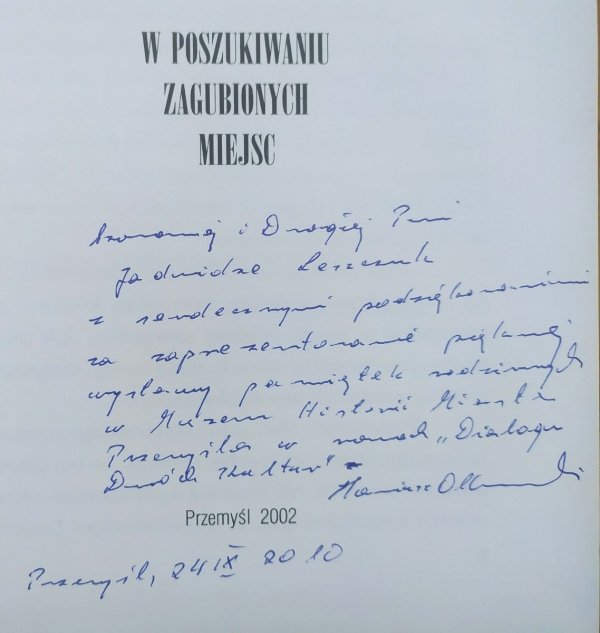 W POSZUKIWANIU
ZAGUBIONYCH
MIEJSC
Szanownej i Drogiej Pani
Jadwidze Leszczuk
z serdecznymi podziękowaniami
za zaprezentowanie pięknej
wystawy pamiątek rodzinnych
w Muzeum Historii Miasta
Przemyśla w ramach „Dialogu
Dwóch Kultur" -
Mariusz
Przemyśl 2002
Przemyśl, 24 IX 2010